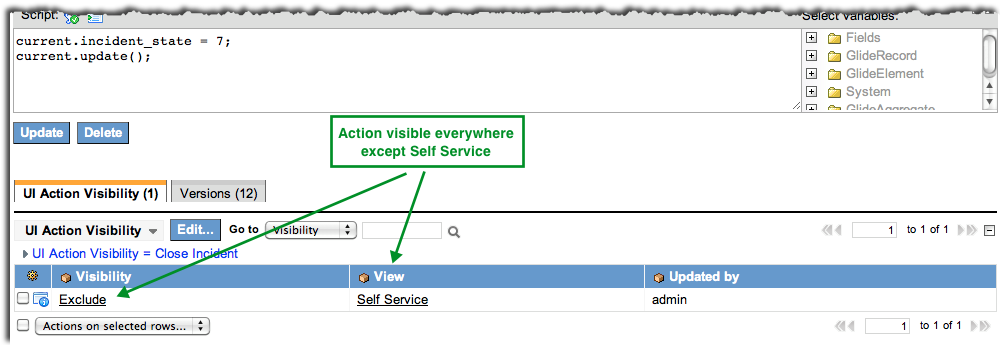 Script:
Select variables:
current.incident_state = 7;
current.update();
Fields
GlideRecord
GlideElement
System
GlideAggregate
Update Delete
Action visible everywhere
except Self Service
UI Action Visibility (1) Versions (12)
UI Action Visibility Edit... Go to Visibility 1 to 1 of 1
UI Action Visibility = Close Incident
Visibility View Updated by
Exclude Self Service admin
Actions on selected rows... 1 to 1 of 1